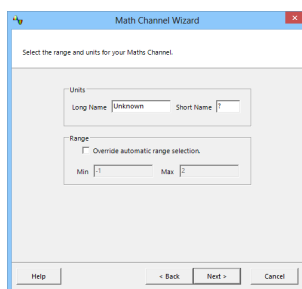 Math Channel Wizard
Select the range and units for your Maths Channel.
Units
Long Name Unknown Short Name ?
Range
Override automatic range selection.
Min -1 Max 2
Help < Back Next > Cancel